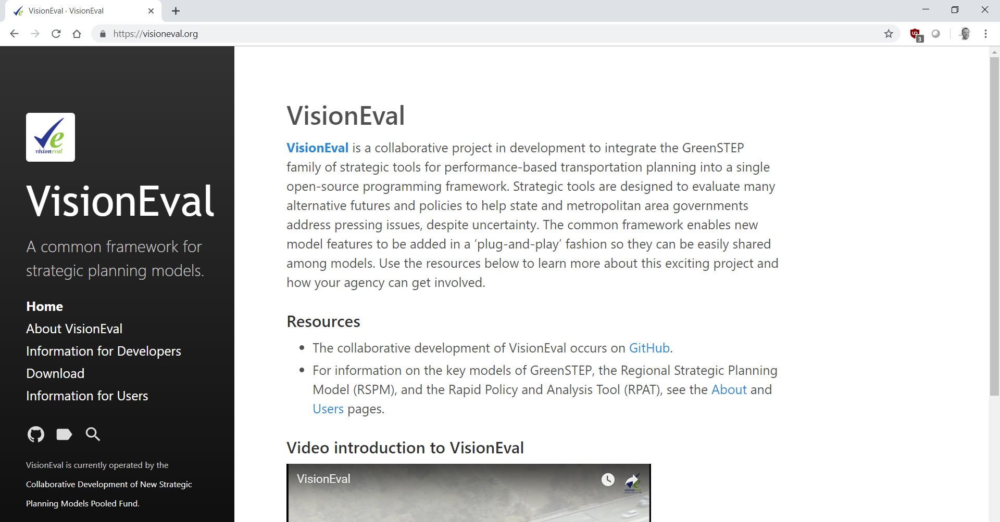 VisionEval · VisionEval
https://visioneval.org
3
visioneval
VisionEval
A common framework for
strategic planning models.
Home
About VisionEval
Information for Developers
Download
Information for Users
VisionEval is currently operated by the
Collaborative Development of New Strategic
Planning Models Pooled Fund.
VisionEval
VisionEval is a collaborative project in development to integrate the GreenSTEP
family of strategic tools for performance-based transportation planning into a single
open-source programming framework. Strategic tools are designed to evaluate many
alternative futures and policies to help state and metropolitan area governments
address pressing issues, despite uncertainty. The common framework enables new
model features to be added in a ‘plug-and-play’ fashion so they can be easily shared
among models. Use the resources below to learn more about this exciting project and
how your agency can get involved.
Resources
The collaborative development of VisionEval occurs on GitHub.
For information on the key models of GreenSTEP, the Regional Strategic Planning
Model (RSPM), and the Rapid Policy and Analysis Tool (RPAT), see the About and
Users pages.
Video introduction to VisionEval
VisionEval
visioneval